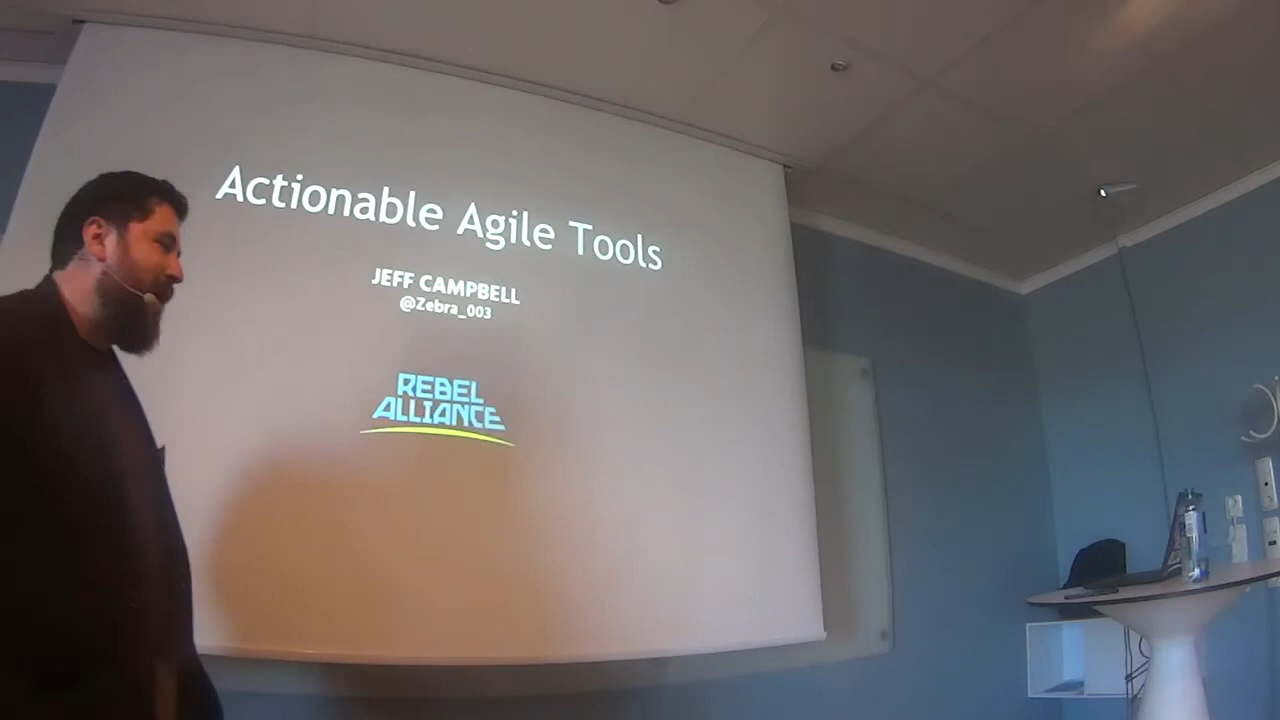 Actionable Agile Tools
JEFF CAMPBELL
@Zebra_003
REBEL
ALLIANCE